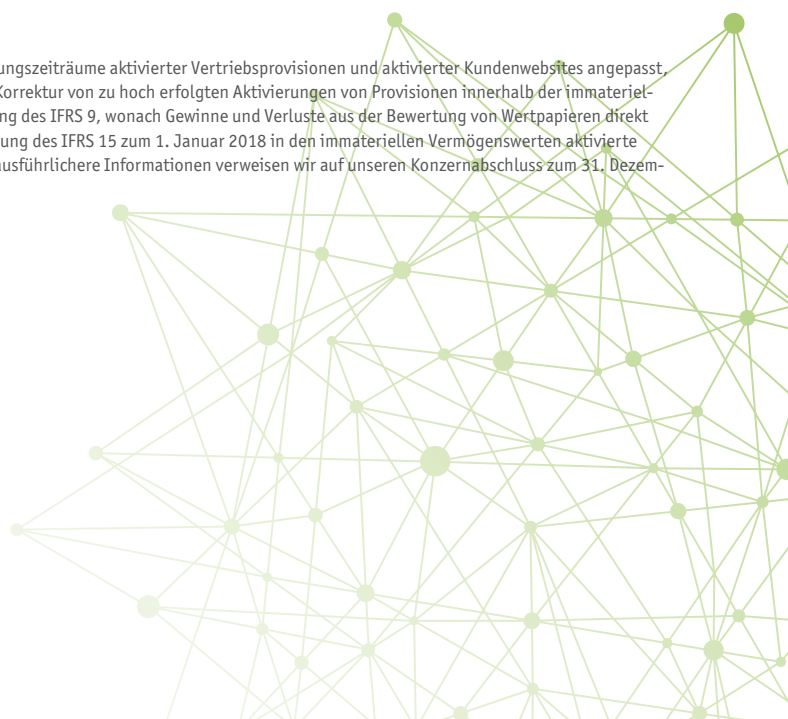 ungszeiträume aktivierter Vertriebsprovisionen und aktivierter Kundenwebsites angepasst,
Korrektur von zu hoch erfolgten Aktivierungen von Provisionen innerhalb der immateriel-
ng des IFRS 9, wonach Gewinne und Verluste aus der Bewertung von Wertpapieren direkt
ung des IFRS 15 zum 1. Januar 2018 in den immateriellen Vermögenswerten aktivierte
ausführlichere Informationen verweisen wir auf unseren Konzernabschluss zum 31. Dezem-